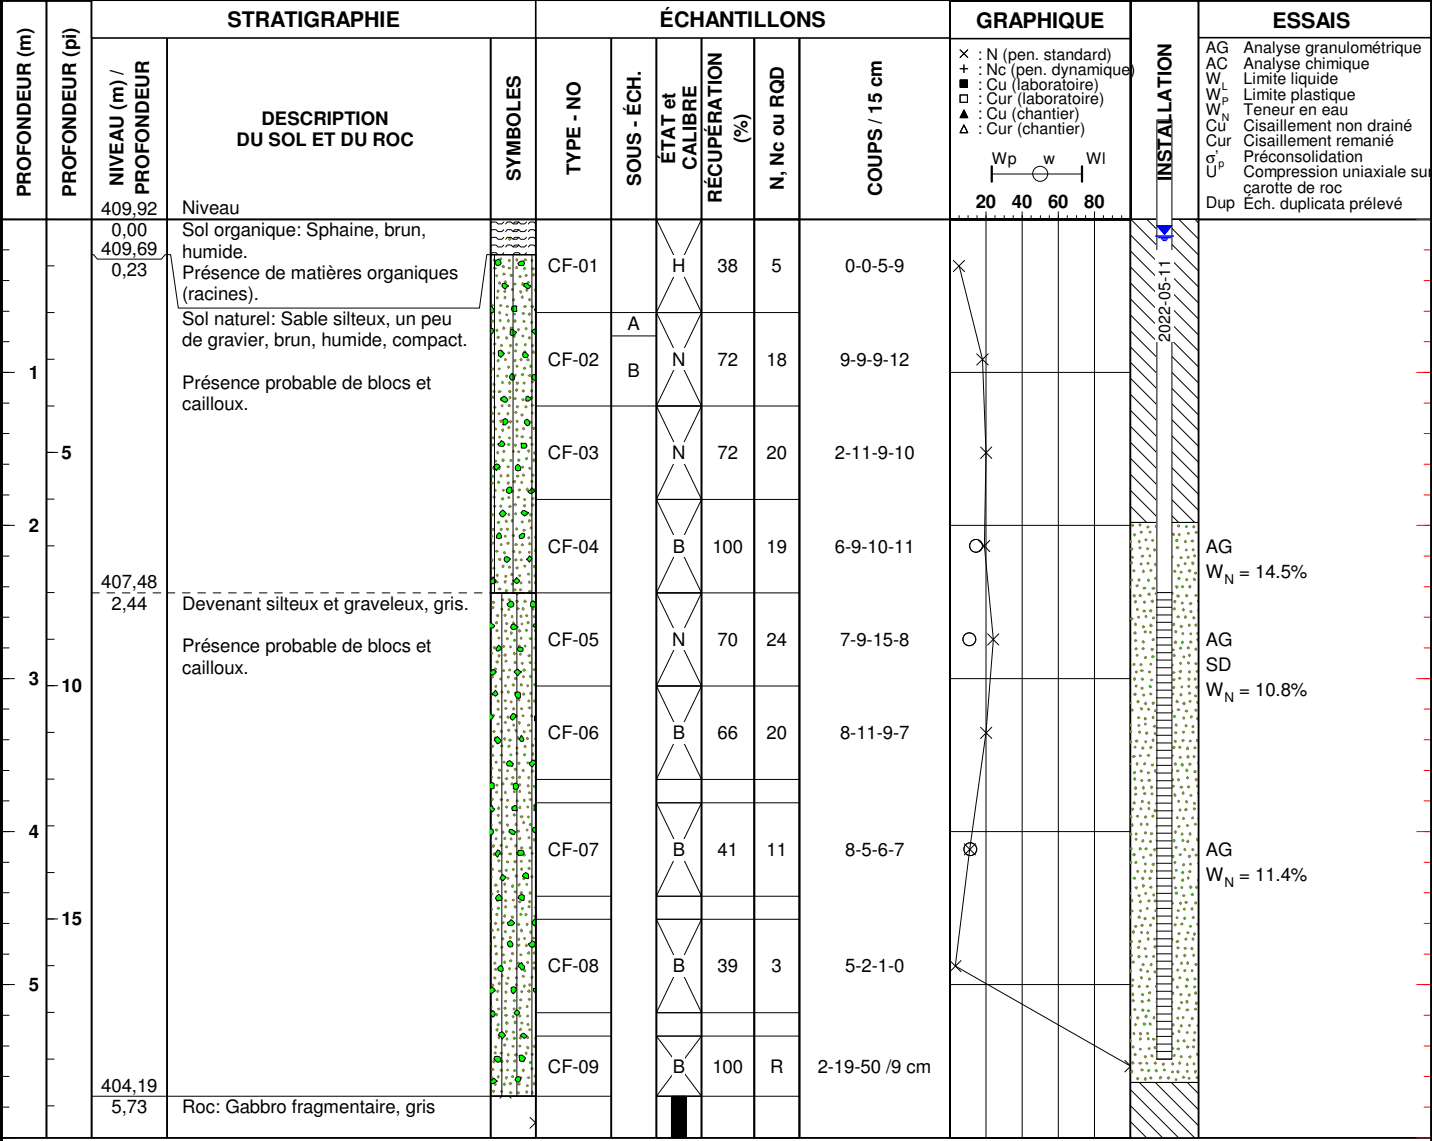 STRATIGRAPHIE
ÉCHANTILLONS
GRAPHIQUE
ESSAIS
PROFONDEUR (m)
PROFONDEUR (pi)
NIVEAU (m) /
PROFONDEUR
DESCRIPTION
DU SOL ET DU ROC
SYMBOLES
TYPE - NO
SOUS - ÉCH.
ÉTAT et
CALIBRE
RÉCUPÉRATION
(%)
N, Nc ou RQD
COUPS / 15 cm
× : N (pen. standard)
+ : Nc (pen. dynamique)
■ : Cu (laboratoire)
□ : Cur (laboratoire)
▲ : Cu (chantier)
△ : Cur (chantier)
Wp w Wl
20 40 60 80
INSTALLATION
AG Analyse granulométrique
AC Analyse chimique
W_L Limite liquide
W_P Limite plastique
W_N Teneur en eau
Cu Cisaillement non drainé
Cur Cisaillement remanié
σ'_p Préconsolidation
U Compression uniaxiale sur
carotte de roc
Dup Éch. duplicata prélevé
409,92 Niveau
0,00 Sol organique: Sphaine, brun,
409,69 humide.
0,23 Présence de matières organiques
(racines).
CF-01 H 38 5 0-0-5-9
2022-05-11
Sol naturel: Sable silteux, un peu
de gravier, brun, humide, compact.
A
CF-02 B N 72 18 9-9-9-12
1
Présence probable de blocs et
cailloux.
5 CF-03 N 72 20 2-11-9-10
2
CF-04 B 100 19 6-9-10-11 AG
W_N = 14.5%
407,48
2,44 Devenant silteux et graveleux, gris.
Présence probable de blocs et
cailloux.
CF-05 N 70 24 7-9-15-8 AG
SD
W_N = 10.8%
3 10
CF-06 B 66 20 8-11-9-7
4
CF-07 B 41 11 8-5-6-7 AG
W_N = 11.4%
15
CF-08 B 39 3 5-2-1-0
5
CF-09 B 100 R 2-19-50 /9 cm
404,19
5,73 Roc: Gabbro fragmentaire, gris